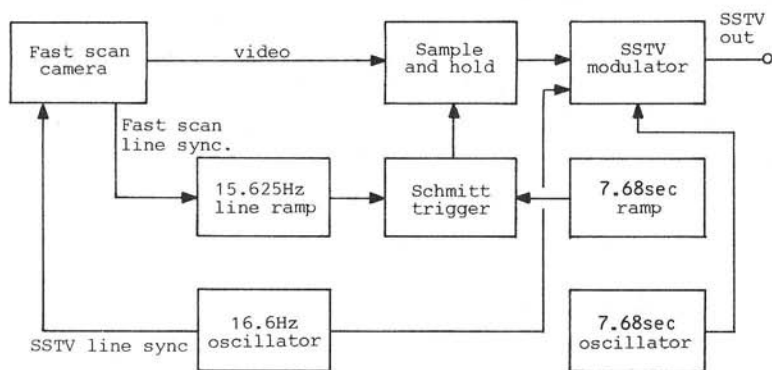 SSTV
out
Fast scan
camera
video
Sample
and hold
SSTV
modulator
Fast scan
line sync.
15.625Hz
line ramp
Schmitt
trigger
7.68sec
ramp
SSTV line sync
16.6Hz
oscillator
7.68sec
oscillator